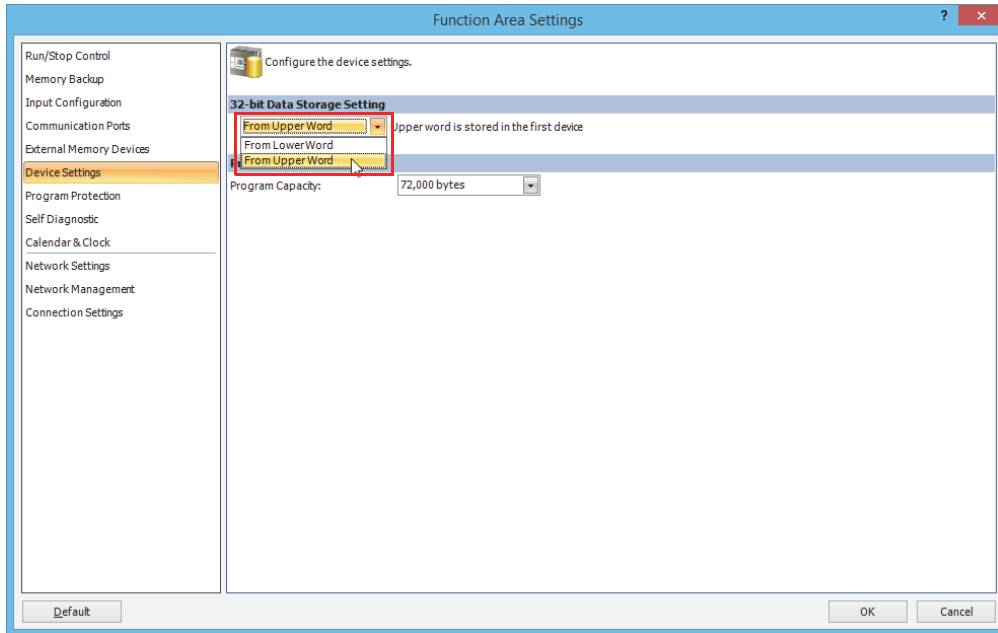 Function Area Settings
?
Run/Stop Control
Memory Backup
Input Configuration
Communication Ports
External Memory Devices
Device Settings
Program Protection
Self Diagnostic
Calendar & Clock
Network Settings
Network Management
Connection Settings
Configure the device settings.
32-bit Data Storage Setting
From Upper Word
Upper word is stored in the first device
From Lower Word
From Upper Word
Program Capacity:
72,000 bytes
Default
OK
Cancel